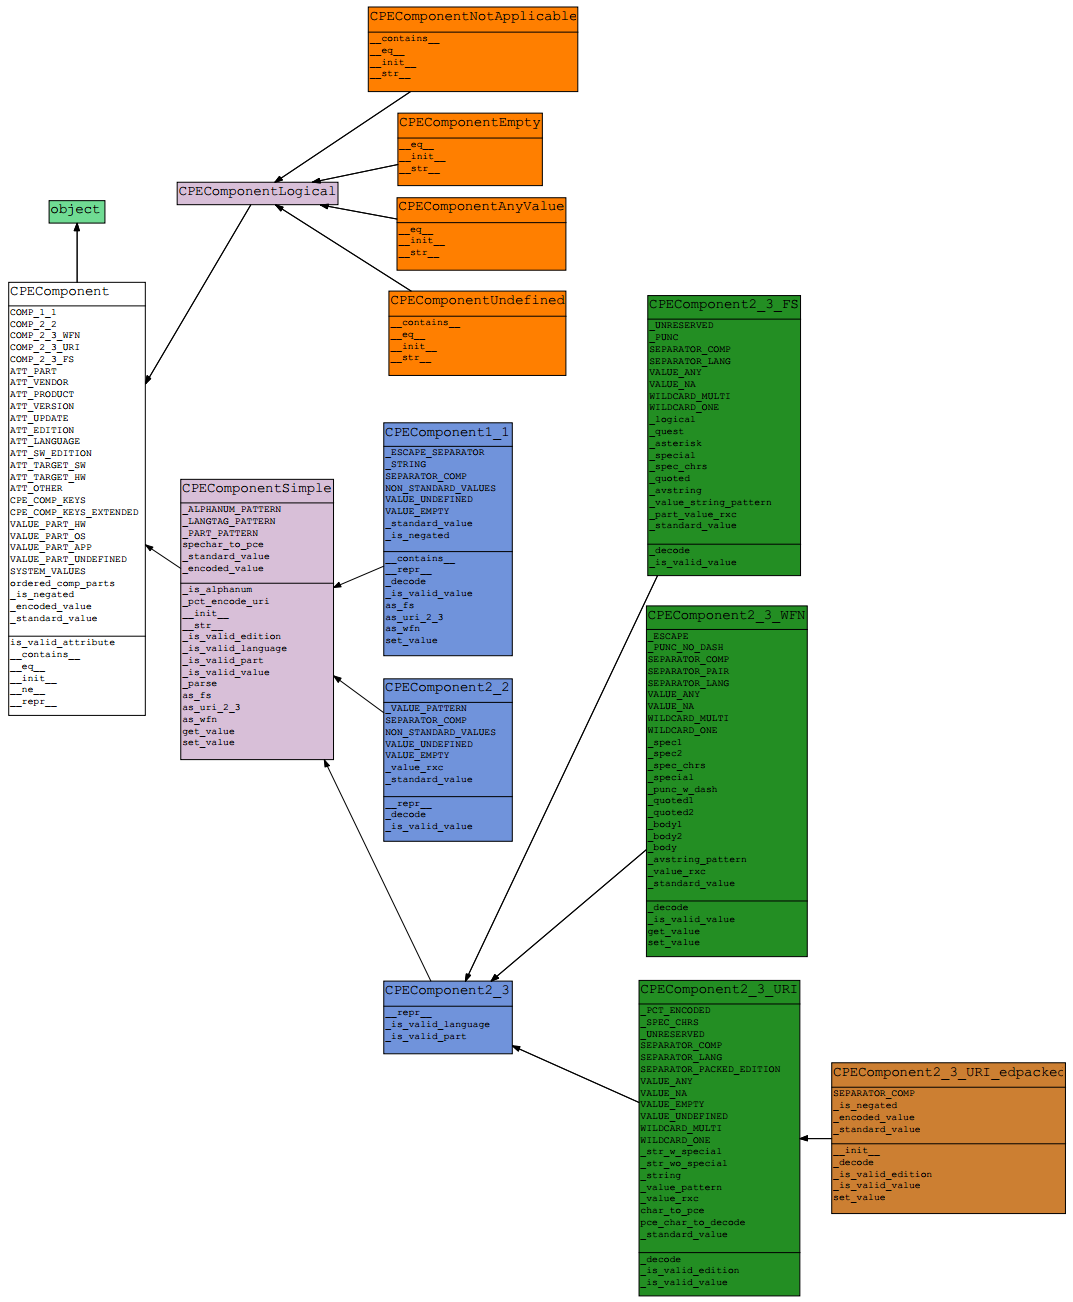 CPEComponentNotApplicable
__contains__
__eq__
__init__
__str__
CPEComponentEmpty
__eq__
__init__
__str__
CPEComponentLogical
CPEComponentAnyValue
__eq__
__init__
__str__
object
CPEComponent
COMP_1_1
COMP_2_2
COMP_2_3_WFN
COMP_2_3_URI
COMP_2_3_FS
ATT_PART
ATT_VENDOR
ATT_PRODUCT
ATT_VERSION
ATT_UPDATE
ATT_EDITION
ATT_LANGUAGE
ATT_SW_EDITION
ATT_TARGET_SW
ATT_TARGET_HW
ATT_OTHER
CPE_COMP_KEYS
CPE_COMP_KEYS_EXTENDED
VALUE_PART_HW
VALUE_PART_OS
VALUE_PART_APP
VALUE_PART_UNDEFINED
SYSTEM_VALUES
ordered_comp_parts
_is_negated
_encoded_value
_standard_value
is_valid_attribute
__contains__
__eq__
__init__
__ne__
__repr__
CPEComponentUndefined
__contains__
__eq__
__init__
__str__
CPEComponentSimple
_ALPHANUM_PATTERN
_LANGTAG_PATTERN
_PART_PATTERN
spechar_to_pce
_standard_value
_encoded_value
_is_alphanum
_pct_encode_uri
__init__
__str__
_is_valid_edition
_is_valid_language
_is_valid_part
_is_valid_value
_parse
as_fs
as_uri_2_3
as_wfn
get_value
set_value
CPEComponent1_1
_ESCAPE_SEPARATOR
_STRING
SEPARATOR_COMP
NON_STANDARD_VALUES
VALUE_UNDEFINED
VALUE_EMPTY
_standard_value
_is_negated
__contains__
__repr__
_decode
_is_valid_value
as_fs
as_uri_2_3
as_wfn
set_value
CPEComponent2_2
_VALUE_PATTERN
SEPARATOR_COMP
NON_STANDARD_VALUES
VALUE_UNDEFINED
VALUE_EMPTY
_value_rxc
_standard_value
__repr__
_decode
_is_valid_value
CPEComponent2_3
__repr__
_is_valid_language
_is_valid_part
CPEComponent2_3_FS
_UNRESERVED
_PUNC
SEPARATOR_COMP
SEPARATOR_LANG
VALUE_ANY
VALUE_NA
WILDCARD_MULTI
WILDCARD_ONE
_logical
_quest
_asterisk
_special
_spec_chrs
_quoted
_avstring
_value_string_pattern
_part_value_rxc
_standard_value
_decode
_is_valid_value
CPEComponent2_3_WFN
_ESCAPE
_PUNC_NO_DASH
SEPARATOR_COMP
SEPARATOR_PAIR
SEPARATOR_LANG
VALUE_ANY
VALUE_NA
WILDCARD_MULTI
WILDCARD_ONE
_spec1
_spec2
_spec_chrs
_special
_punc_w_dash
_quoted1
_quoted2
_body1
_body2
_body
_avstring_pattern
_value_rxc
_standard_value
_decode
_is_valid_value
get_value
set_value
CPEComponent2_3_URI
_PCT_ENCODED
_SPEC_CHRS
_UNRESERVED
SEPARATOR_COMP
SEPARATOR_LANG
SEPARATOR_PACKED_EDITION
VALUE_ANY
VALUE_NA
VALUE_EMPTY
VALUE_UNDEFINED
WILDCARD_MULTI
WILDCARD_ONE
_str_w_special
_str_wo_special
_string
_value_pattern
_value_rxc
char_to_pce
pce_char_to_decode
_standard_value
_decode
_is_valid_edition
_is_valid_value
CPEComponent2_3_URI_edpacked
SEPARATOR_COMP
_is_negated
_encoded_value
_standard_value
__init__
_decode
_is_valid_edition
_is_valid_value
set_value